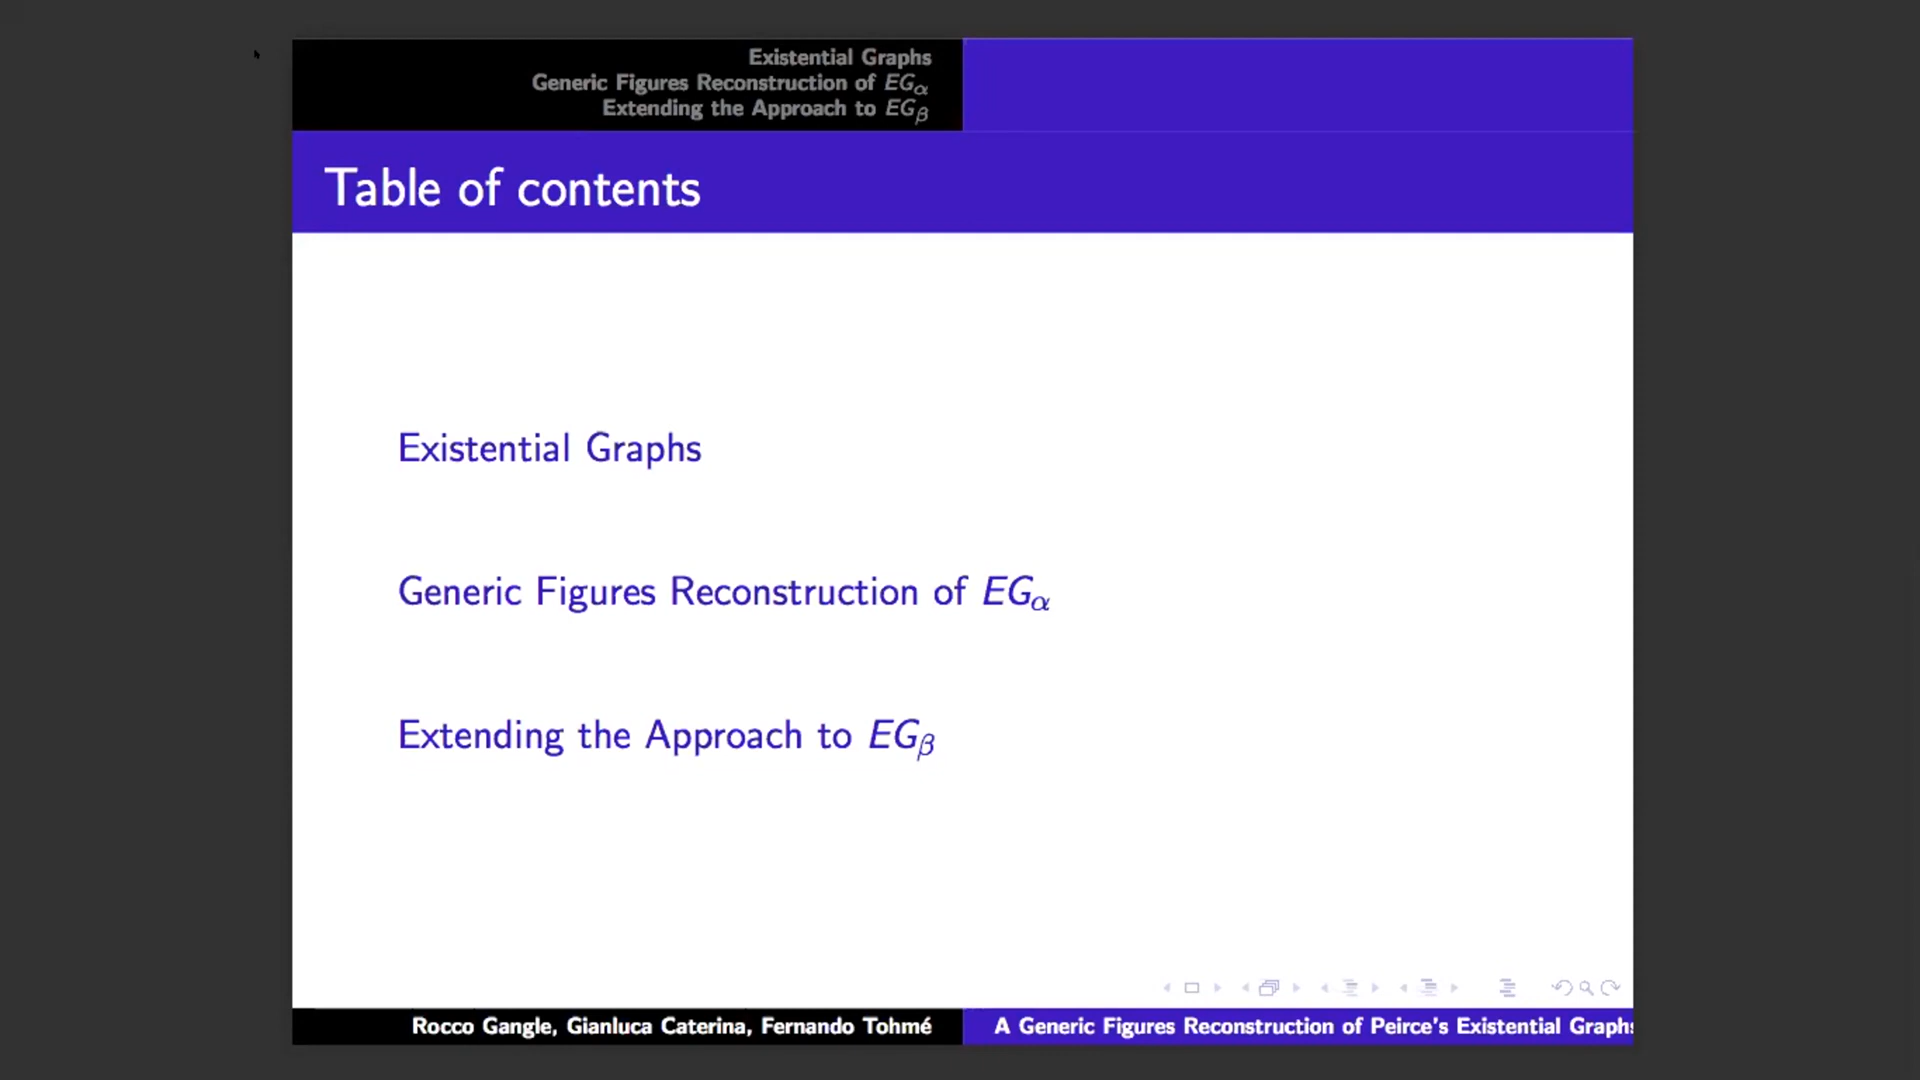 Existential Graphs
Generic Figures Reconstruction of EGα
Extending the Approach to EGβ
Table of contents
Existential Graphs
Generic Figures Reconstruction of EGα
Extending the Approach to EGβ
Rocco Gangle, Gianluca Caterina, Fernando Tohmé
A Generic Figures Reconstruction of Peirce's Existential Graphs